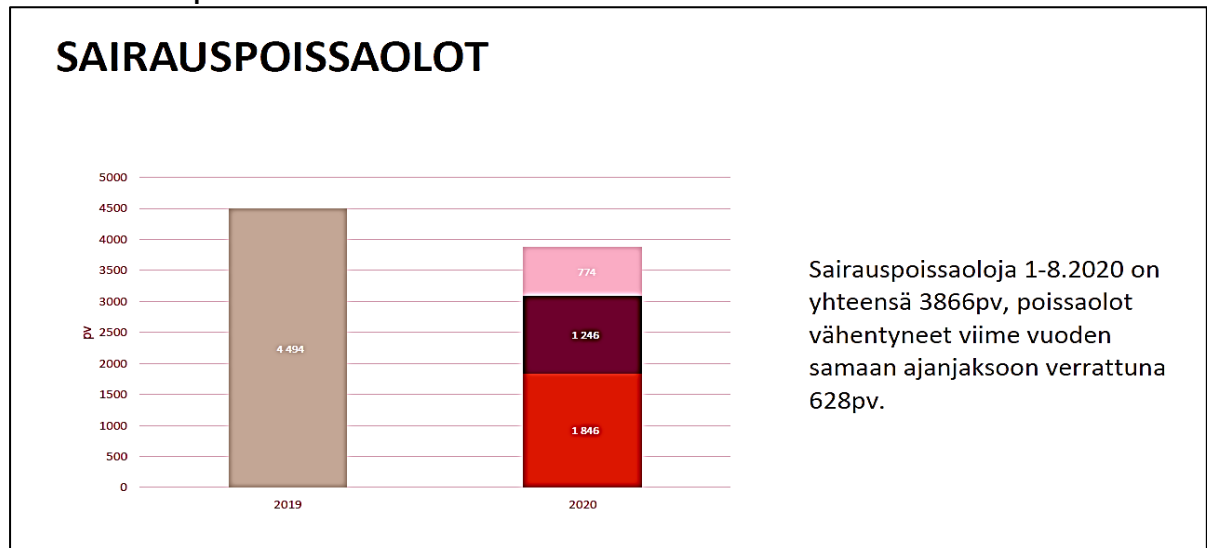 SAIRAUSPOISSAOLOT
5000
4500
4000
3500
3000
2500
2000
1500
1000
500
0
pv
4 494
774
1 246
1 846
2019
2020
Sairauspoissaoloja 1-8.2020 on
yhteensä 3866pv, poissaolot
vähentyneet viime vuoden
samaan ajanjaksoon verrattuna
628pv.